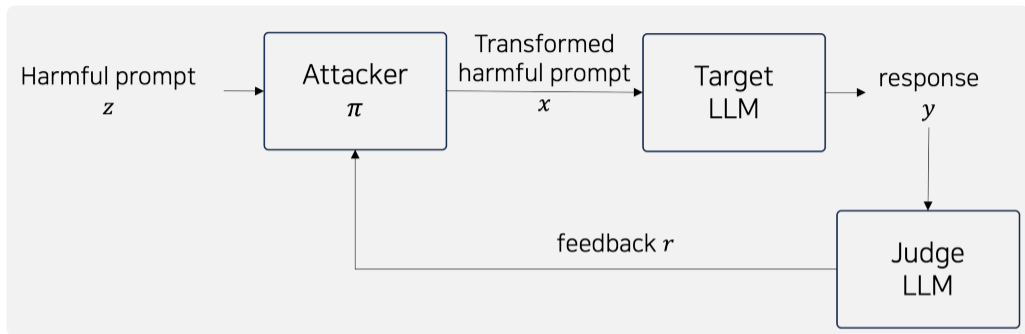 Harmful prompt
z
Attacker
π
Transformed
harmful prompt
x
Target
LLM
response
y
Judge
LLM
feedback r